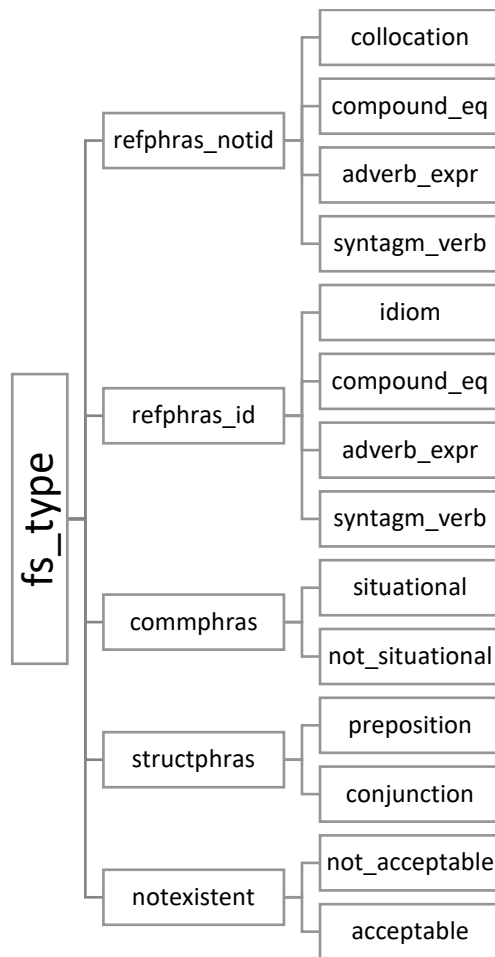 fs_type
refphras_notid
collocation
compound_eq
adverb_expr
syntagm_verb
refphras_id
idiom
compound_eq
adverb_expr
syntagm_verb
commphras
situational
not_situational
structphras
preposition
conjunction
notexistent
not_acceptable
acceptable